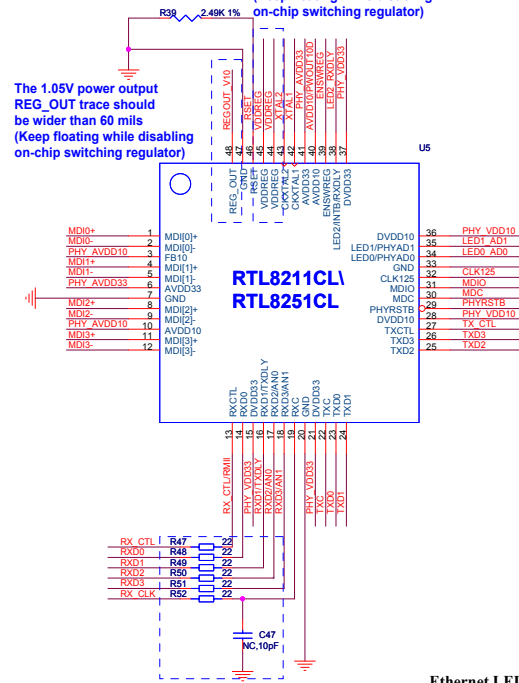 on-chip switching regulator)
R39 2.49K 1%
The 1.05V power output
REG_OUT trace should
be wider than 60 mils
(Keep floating while disabling
on-chip switching regulator)
REGOUT_V10
RSET
VDDREG
VDDREG
XTAL2
XTAL1
PHY_AVDD33
AVDD10/PWOUT10D
ENSWREG
LED2_RXDLY
PHY_VDD33
48 47 46 45 44 43 42 41 40 39 38 37
U5
REG_OUT
GND
RSET
VDDREG
VDDREG
CKXTAL2
CKXTAL1
AVDD33
AVDD10
ENSWREG
LED2/INTB/RXDLY
DVDD33
MDI0+ 1 MDI[0]+
MDI0- 2 MDI[0]-
PHY_AVDD10 3 FB10
MDI1+ 4 MDI[1]+
MDI1- 5 MDI[1]-
PHY_AVDD33 6 AVDD33
7 GND
MDI2+ 8 MDI[2]+
MDI2- 9 MDI[2]-
PHY_AVDD10 10 AVDD10
MDI3+ 11 MDI[3]+
MDI3- 12 MDI[3]-
RTL8211CL\
RTL8251CL
DVDD10 36 PHY_VDD10
LED1/PHYAD1 35 LED1_AD1
LED0/PHYAD0 34 LED0_AD0
GND 33
CLK125 32 CLK125
MDIO 31 MDIO
MDC 30 MDC
PHYRSTB 29 PHYRSTB
DVDD10 28 PHY_VDD10
TXCTL 27 TX_CTL
TXD3 26 TXD3
TXD2 25 TXD2
RXCTL
RXD0
DVDD33
RXD1/TXDLY
RXD2/AN0
RXD3/AN1
RXC
GND
DVDD33
TXC
TXD0
TXD1
13 14 15 16 17 18 19 20 21 22 23 24
RX_CTL/RMII
PHY_VDD33
RXD1/TXDLY
RXD2/AN0
RXD3/AN1
PHY_VDD33
TXC
TXD0
TXD1
RX_CTL R47 22
RXD0 R48 22
RXD1 R49 22
RXD2 R50 22
RXD3 R51 22
RX_CLK R52 22
C47
NC,10pF
Ethernet LED